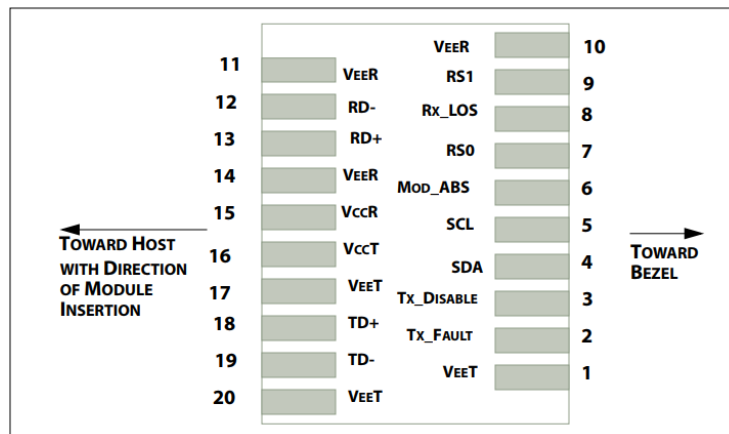 VEER 10
11 VEER
RS1 9
12 RD-
RX_LOS 8
13 RD+
RS0 7
14 VEER
MOD_ABS 6
15 VCCR
SCL 5
TOWARD HOST
WITH DIRECTION
OF MODULE
INSERTION
TOWARD
BEZEL
16 VCCT
SDA 4
17 VEET
TX_DISABLE 3
18 TD+
TX_FAULT 2
19 TD-
VEET 1
20 VEET